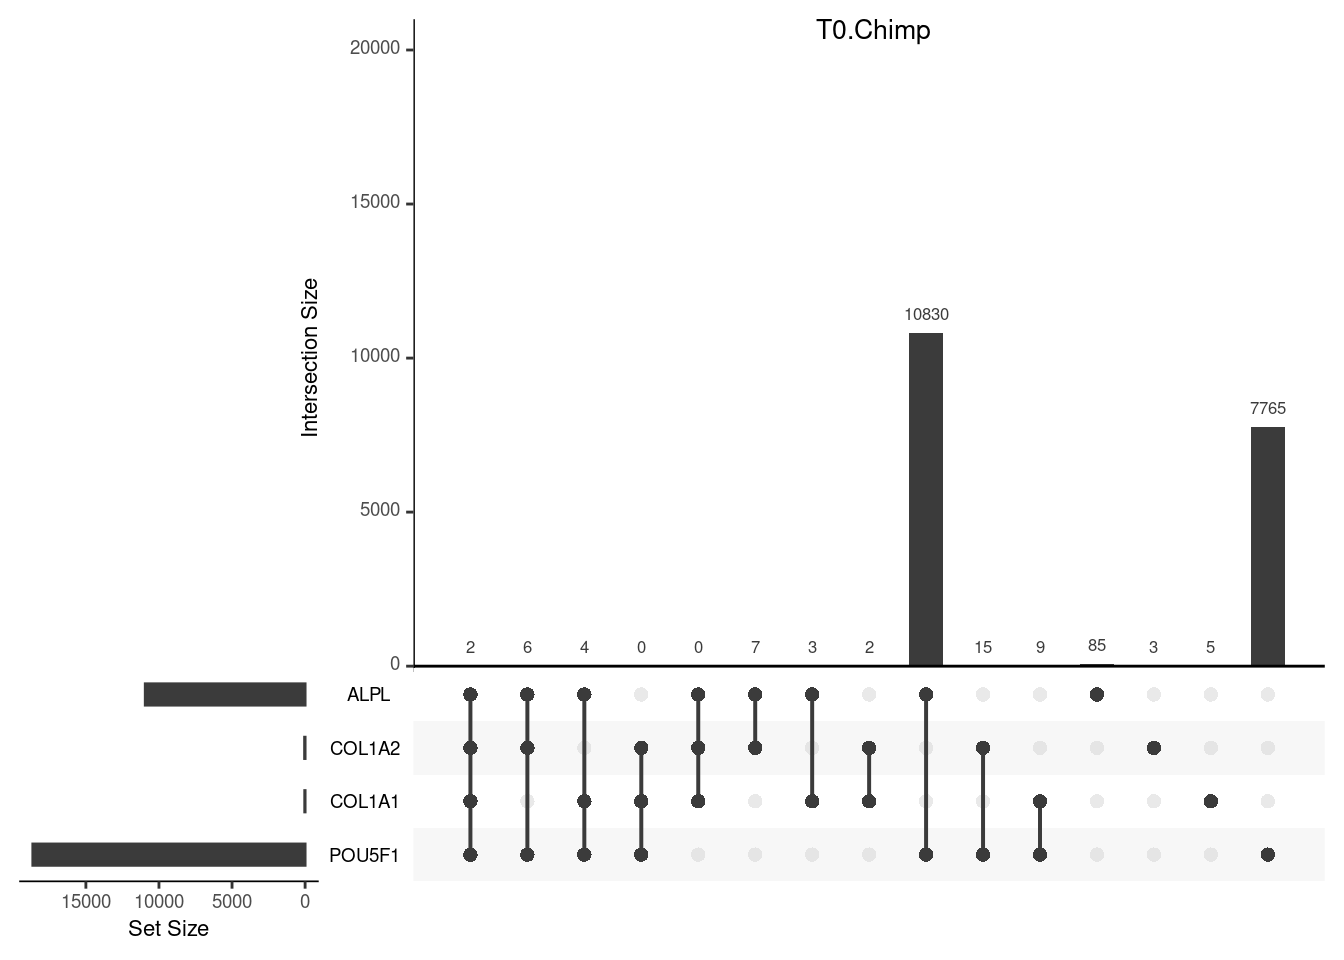 T0.Chimp
20000
15000
10000
5000
0
Intersection Size
10830
7765
2 6 4 0 0 7 3 2 15 9 85 3 5
ALPL
COL1A2
COL1A1
POU5F1
15000 10000 5000 0
Set Size